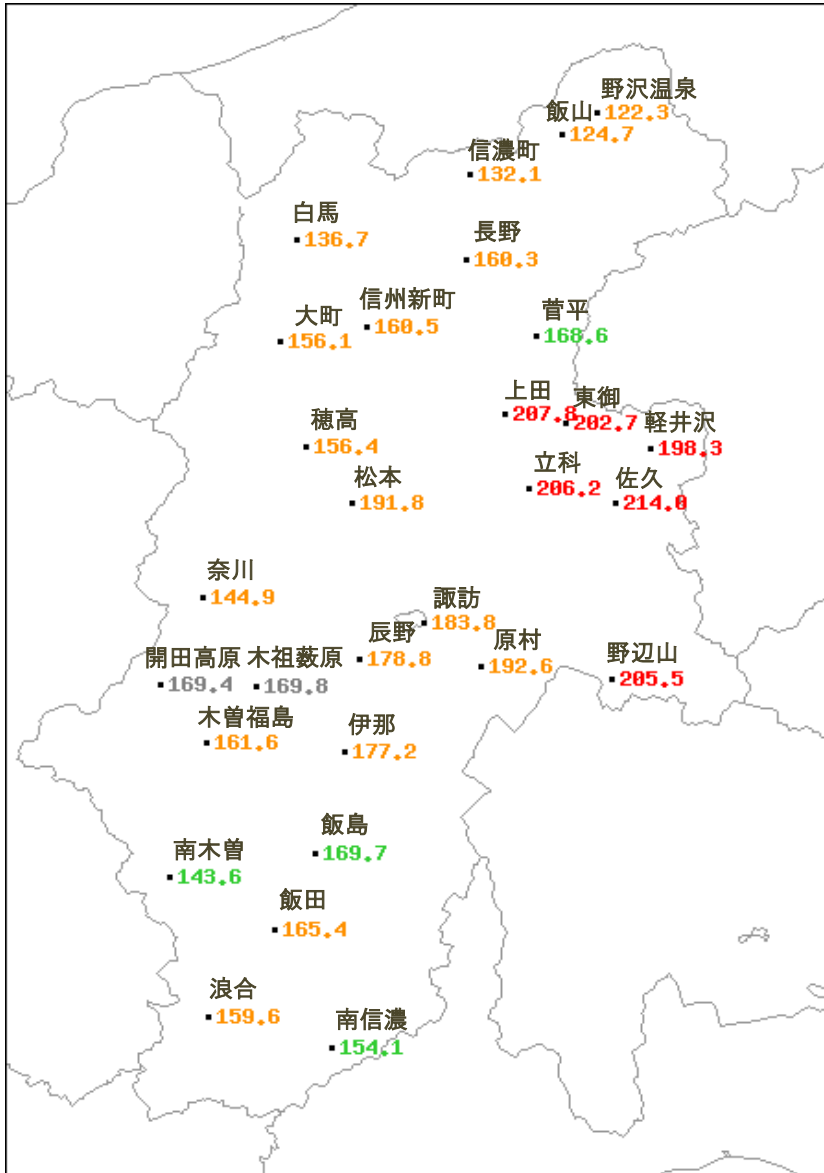 野沢温泉
122.3
飯山
124.7
信濃町
132.1
白馬
136.7
長野
160.3
信州新町
160.5
大町
156.1
菅平
168.6
上田
207.8
東御
202.7
軽井沢
198.3
穂高
156.4
立科
206.2
佐久
214.0
松本
191.8
奈川
144.9
諏訪
183.8
辰野
178.8
原村
192.6
野辺山
205.5
開田高原
169.4
木祖薮原
169.8
木曽福島
161.6
伊那
177.2
飯島
169.7
南木曽
143.6
飯田
165.4
浪合
159.6
南信濃
154.1